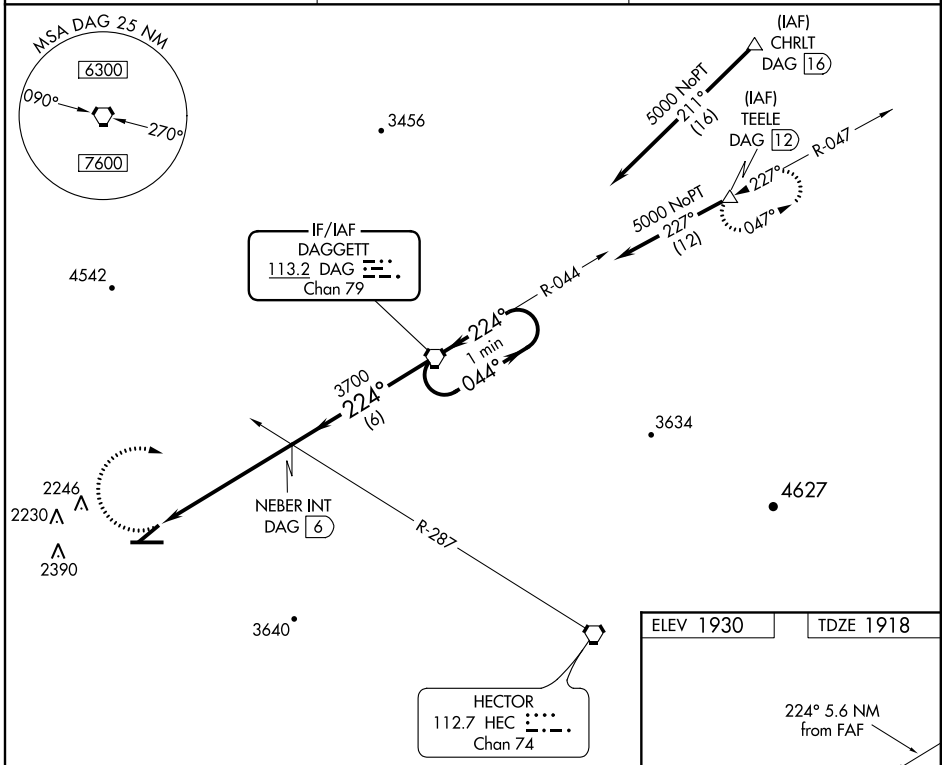 MSA DAG 25 NM
6300
090°
270°
7600
3456
(IAF)
CHRLT
DAG 16
5000 NoPT
211°
(16)
(IAF)
TEELE
DAG 12
R-047
227°
047°
5000 NoPT
227°
(12)
IF/IAF
DAGGETT
113.2 DAG
Chan 79
4542
R-044
224°
1 min
044°
3700
224°
(6)
3634
4627
2246
2230
2390
NEBER INT
DAG 6
R-287
3640
HECTOR
112.7 HEC
Chan 74
ELEV 1930
TDZE 1918
224° 5.6 NM
from FAF